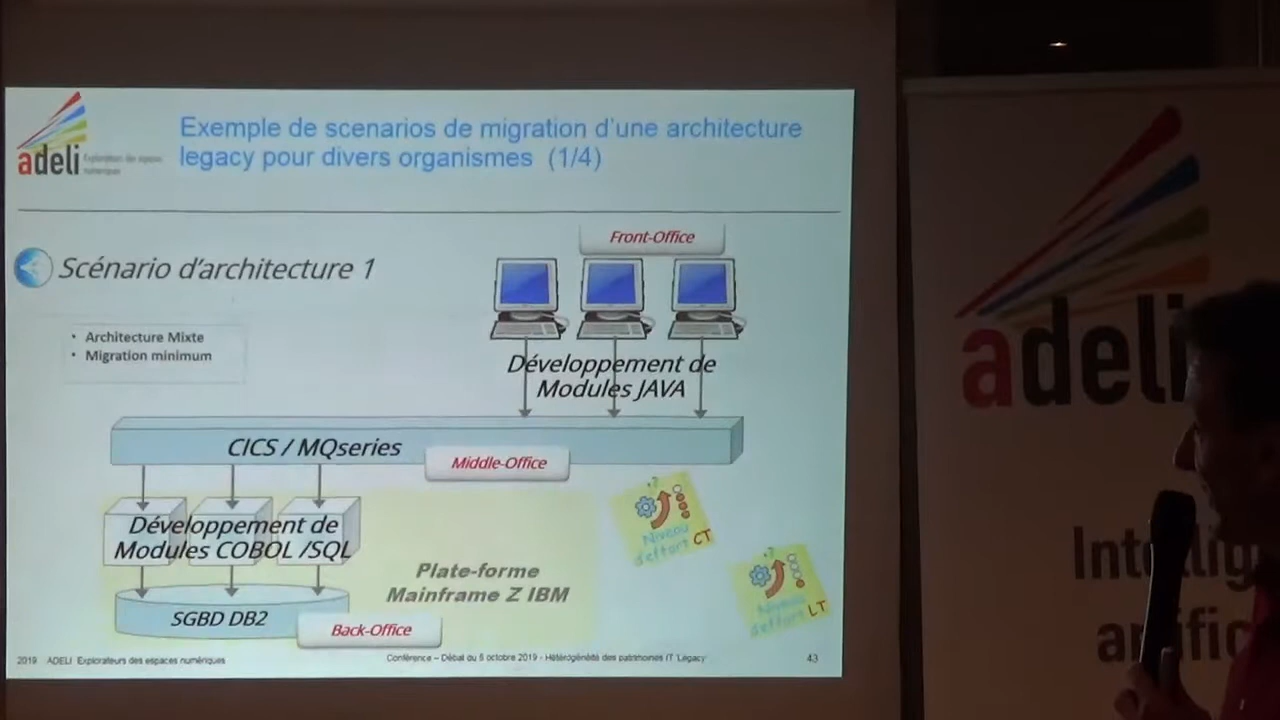 Exemple de scenarios de migration d'une architecture
legacy pour divers organismes (1/4)
adeli
Exploration des espaces
numériques
Front-Office
Scénario d'architecture 1
• Architecture Mixte
• Migration minimum
Développement de
Modules JAVA
CICS / MQseries
Middle-Office
Développement de
Modules COBOL /SQL
Plate-forme
Mainframe Z IBM
SGBD DB2
Back-Office
+?
Niveau
d'effort CT
+?
Niveau
d'effort LT
2019 ADELI Explorateurs des espaces numériques
Conférence – Débat du 5 octobre 2019 - Hétérogénéité des patrimoines IT Legacy
43
adeli